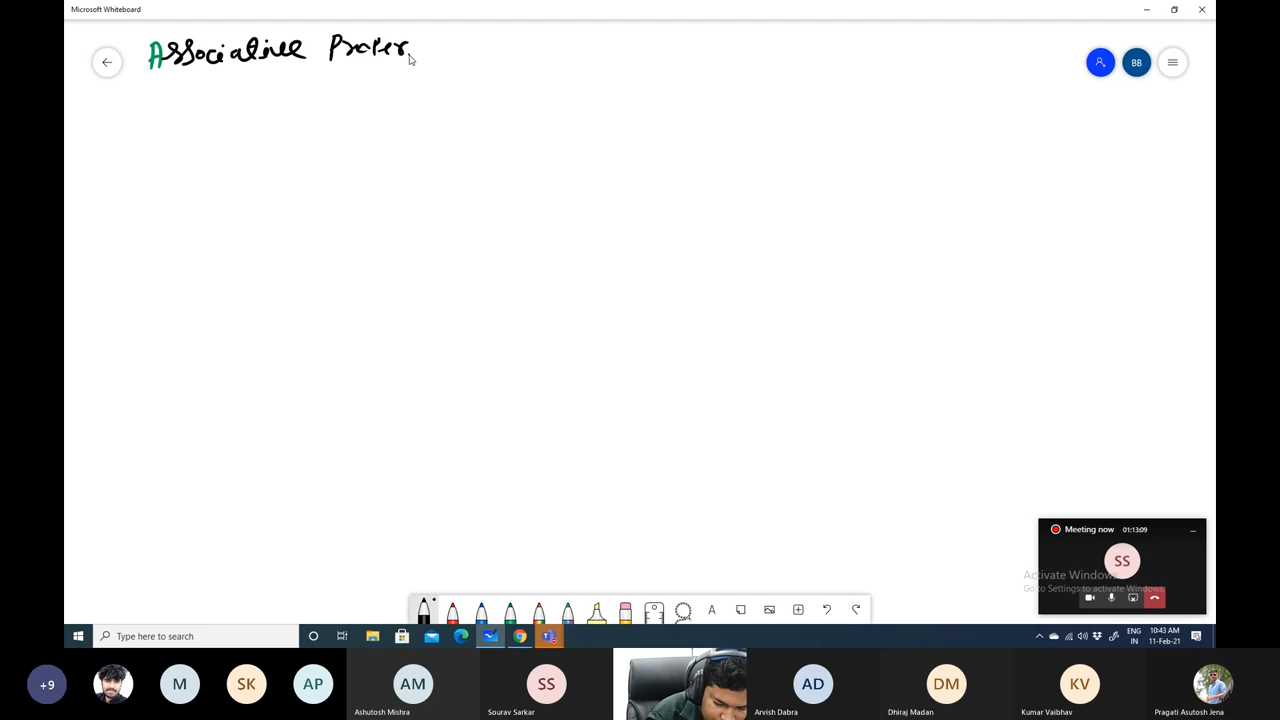 Microsoft Whiteboard
Associative Proper
BB
Meeting now 01:13:09
SS
Activate Windows
Go to Settings to activate Windows.
A
Type here to search
ENG
IN
10:43 AM
11-Feb-21
+9
M
SK
AP
AM
Ashutosh Mishra
SS
Sourav Sarkar
AD
Arvish Dabra
DM
Dhiraj Madan
KV
Kumar Vaibhav
Pragati Asutosh Jena